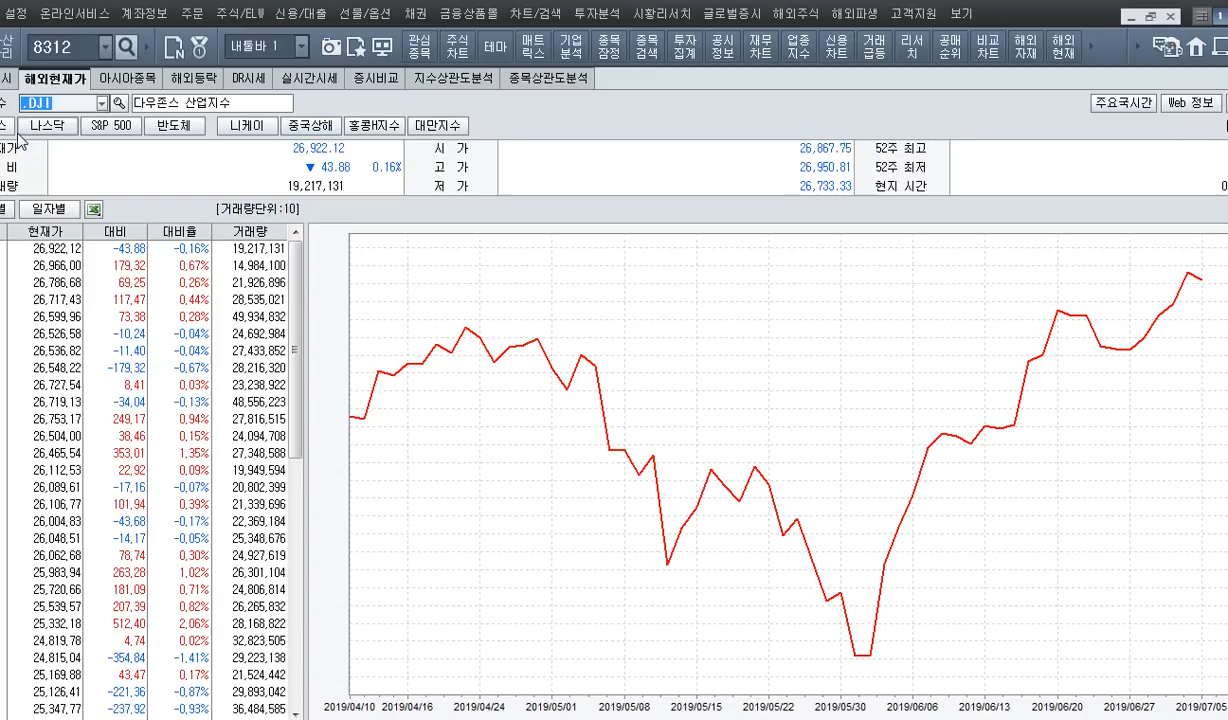 설정 온라인서비스 계좌정보 주문 주식/ELW 신용/대출 선물/옵션 채권 금융상품몰 차트/검색 투자분석 시황리서치 글로벌증시 해외주식 해외파생 고객지원 보기
8312 내툴바 1 관심종목 주식차트 테마 매트릭스 기업분석 종목잠정 종목검색 투자집계 공시정보 재무차트 업종지수 신용차트 거래급등 리서치 공매순위 비교차트 해외자재 해외현재
시 해외현재가 아시아종목 해외등락 DR시세 실시간시세 증시비교 지수상관도분석 종목상관도분석
수 .DJI 다우존스 산업지수 주요국시간 Web 정보
스 나스닥 S&P 500 반도체 니케이 중국상해 홍콩H지수 대만지수
재가 26,922.12 시 가 26,867.75 52주 최고
비 ▼ 43.88 0.16% 고 가 26,950.81 52주 최저
량 19,217,131 저 가 26,733.33 현지 시간 0
별 일자별 [거래량단위:10]
현재가 대비 대비율 거래량
26,922.12 -43.88 -0.16% 19,217,131
26,966.00 179.32 0.67% 14,984,100
26,786.68 69.25 0.26% 21,926,896
26,717.43 117.47 0.44% 28,535,021
26,599.96 73.38 0.28% 49,934,832
26,526.58 -10.24 -0.04% 24,692,984
26,536.82 -11.40 -0.04% 27,433,852
26,548.22 -179.32 -0.67% 28,216,320
26,727.54 8.41 0.03% 23,238,922
26,719.13 -34.04 -0.13% 48,556,223
26,753.17 249.17 0.94% 27,816,515
26,504.00 38.46 0.15% 24,094,708
26,465.54 353.01 1.35% 27,348,588
26,112.53 22.92 0.09% 19,949,594
26,089.61 -17.16 -0.07% 20,802,399
26,106.77 101.94 0.39% 21,339,696
26,004.83 -43.68 -0.17% 22,369,184
26,048.51 -14.17 -0.05% 25,348,676
26,062.68 78.74 0.30% 24,927,619
25,983.94 263.28 1.02% 26,301,104
25,720.66 181.09 0.71% 24,806,814
25,539.57 207.39 0.82% 26,265,832
25,332.18 512.40 2.06% 28,168,822
24,819.78 4.74 0.02% 32,823,505
24,815.04 -354.84 -1.41% 29,223,138
25,169.88 43.47 0.17% 21,524,442
25,126.41 -221.36 -0.87% 29,893,042
25,347.77 -237.92 -0.93% 36,484,585
2019/04/10 2019/04/16 2019/04/24 2019/05/01 2019/05/08 2019/05/15 2019/05/22 2019/05/30 2019/06/06 2019/06/13 2019/06/20 2019/06/27 2019/07/05